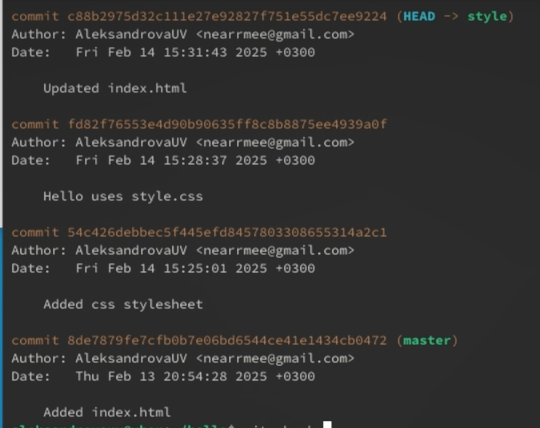 commit c88b2975d32c111e27e92827f751e55dc7ee9224 (HEAD -> style)
Author: AleksandrovaUV <nearrmee@gmail.com>
Date:   Fri Feb 14 15:31:43 2025 +0300
Updated index.html
commit fd82f76553e4d90b90635ff8c8b8875ee4939a0f
Author: AleksandrovaUV <nearrmee@gmail.com>
Date:   Fri Feb 14 15:28:37 2025 +0300
Hello uses style.css
commit 54c426debbec5f445efd8457803308655314a2c1
Author: AleksandrovaUV <nearrmee@gmail.com>
Date:   Fri Feb 14 15:25:01 2025 +0300
Added css stylesheet
commit 8de7879fe7cfb0b7e06bd6544ce41e1434cb0472 (master)
Author: AleksandrovaUV <nearrmee@gmail.com>
Date:   Thu Feb 13 20:54:28 2025 +0300
Added index.html